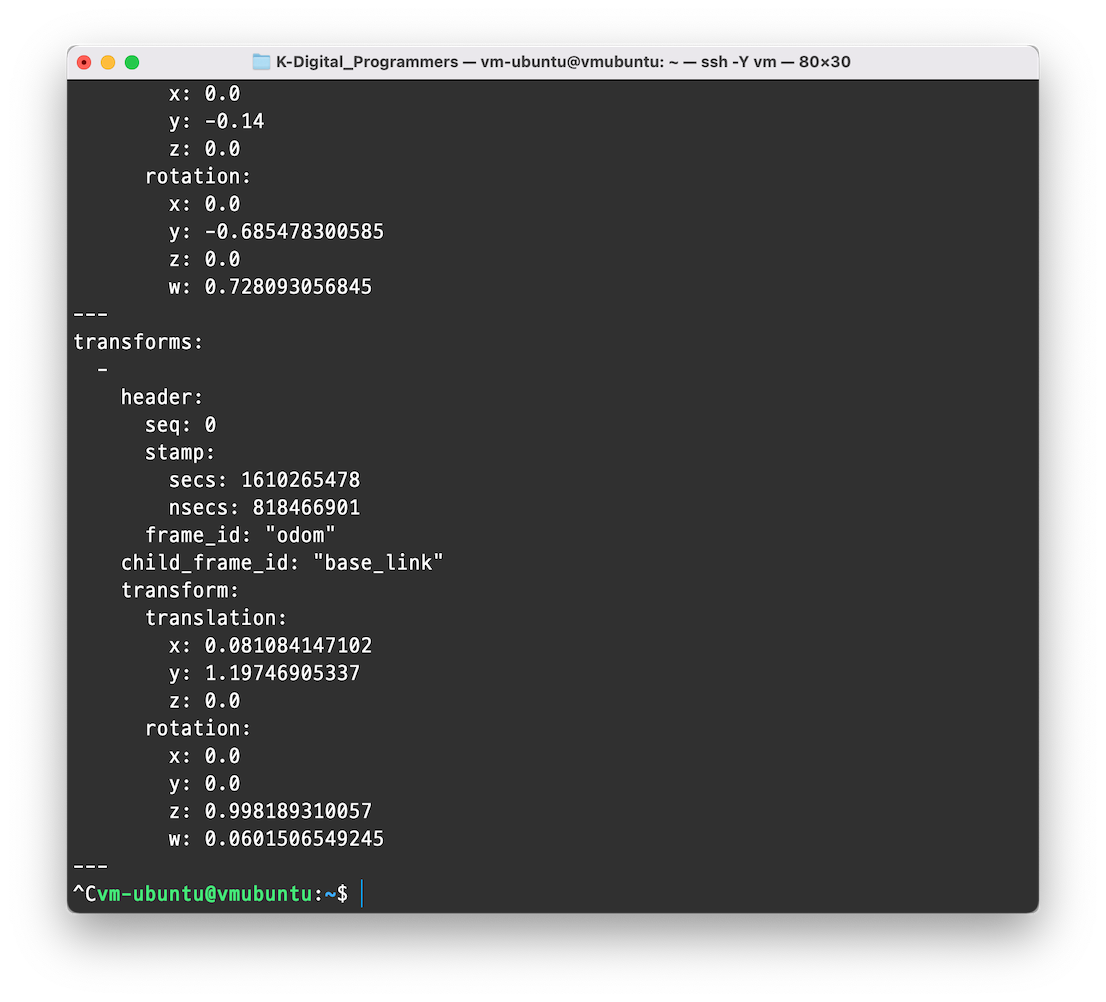 K-Digital_Programmers — vm-ubuntu@vmubuntu: ~ — ssh -Y vm — 80×30
        x: 0.0
        y: -0.14
        z: 0.0
      rotation:
        x: 0.0
        y: -0.685478300585
        z: 0.0
        w: 0.728093056845
---
transforms:
  -
    header:
      seq: 0
      stamp:
        secs: 1610265478
        nsecs: 818466901
      frame_id: "odom"
    child_frame_id: "base_link"
    transform:
      translation:
        x: 0.081084147102
        y: 1.19746905337
        z: 0.0
      rotation:
        x: 0.0
        y: 0.0
        z: 0.998189310057
        w: 0.0601506549245
---
^Cvm-ubuntu@vmubuntu:~$